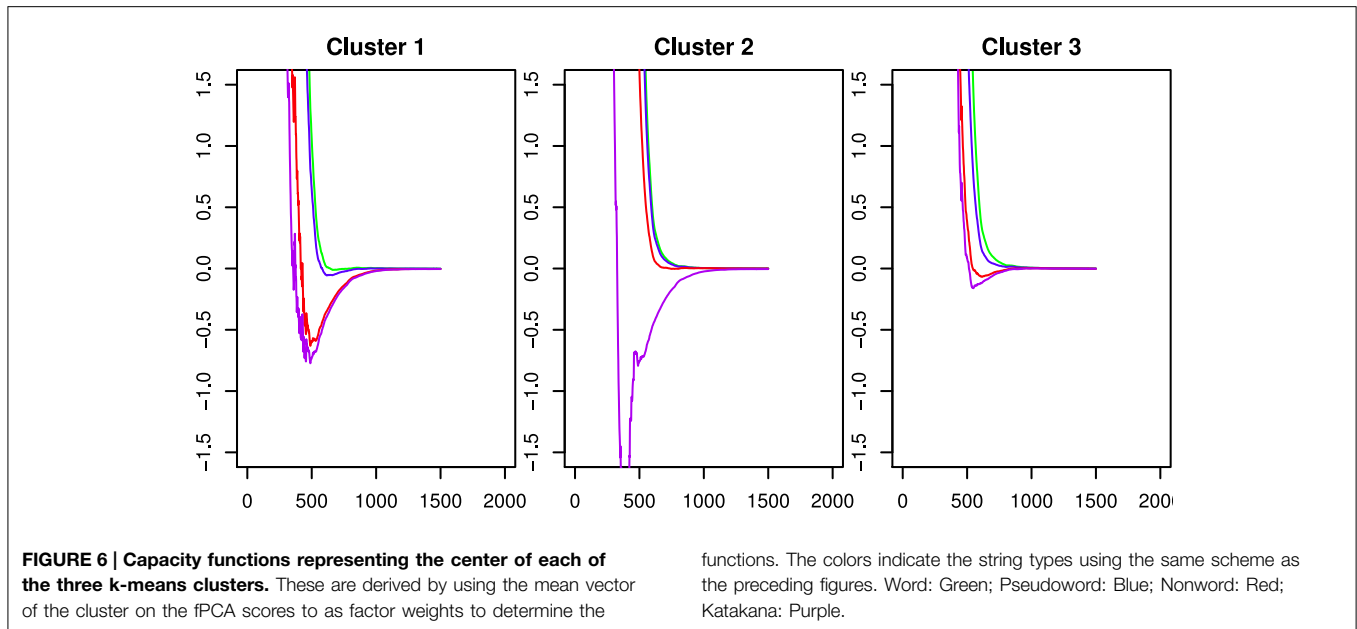 Cluster 1
Cluster 2
Cluster 3
1.5
1.0
0.5
0.0
−0.5
−1.0
−1.5
0 500 1000 1500 2000
1.5
1.0
0.5
0.0
−0.5
−1.0
−1.5
0 500 1000 1500 2000
1.5
1.0
0.5
0.0
−0.5
−1.0
−1.5
0 500 1000 1500 2000
FIGURE 6 | Capacity functions representing the center of each of
the three k-means clusters. These are derived by using the mean vector
of the cluster on the fPCA scores to as factor weights to determine the
functions. The colors indicate the string types using the same scheme as
the preceding figures. Word: Green; Pseudoword: Blue; Nonword: Red;
Katakana: Purple.